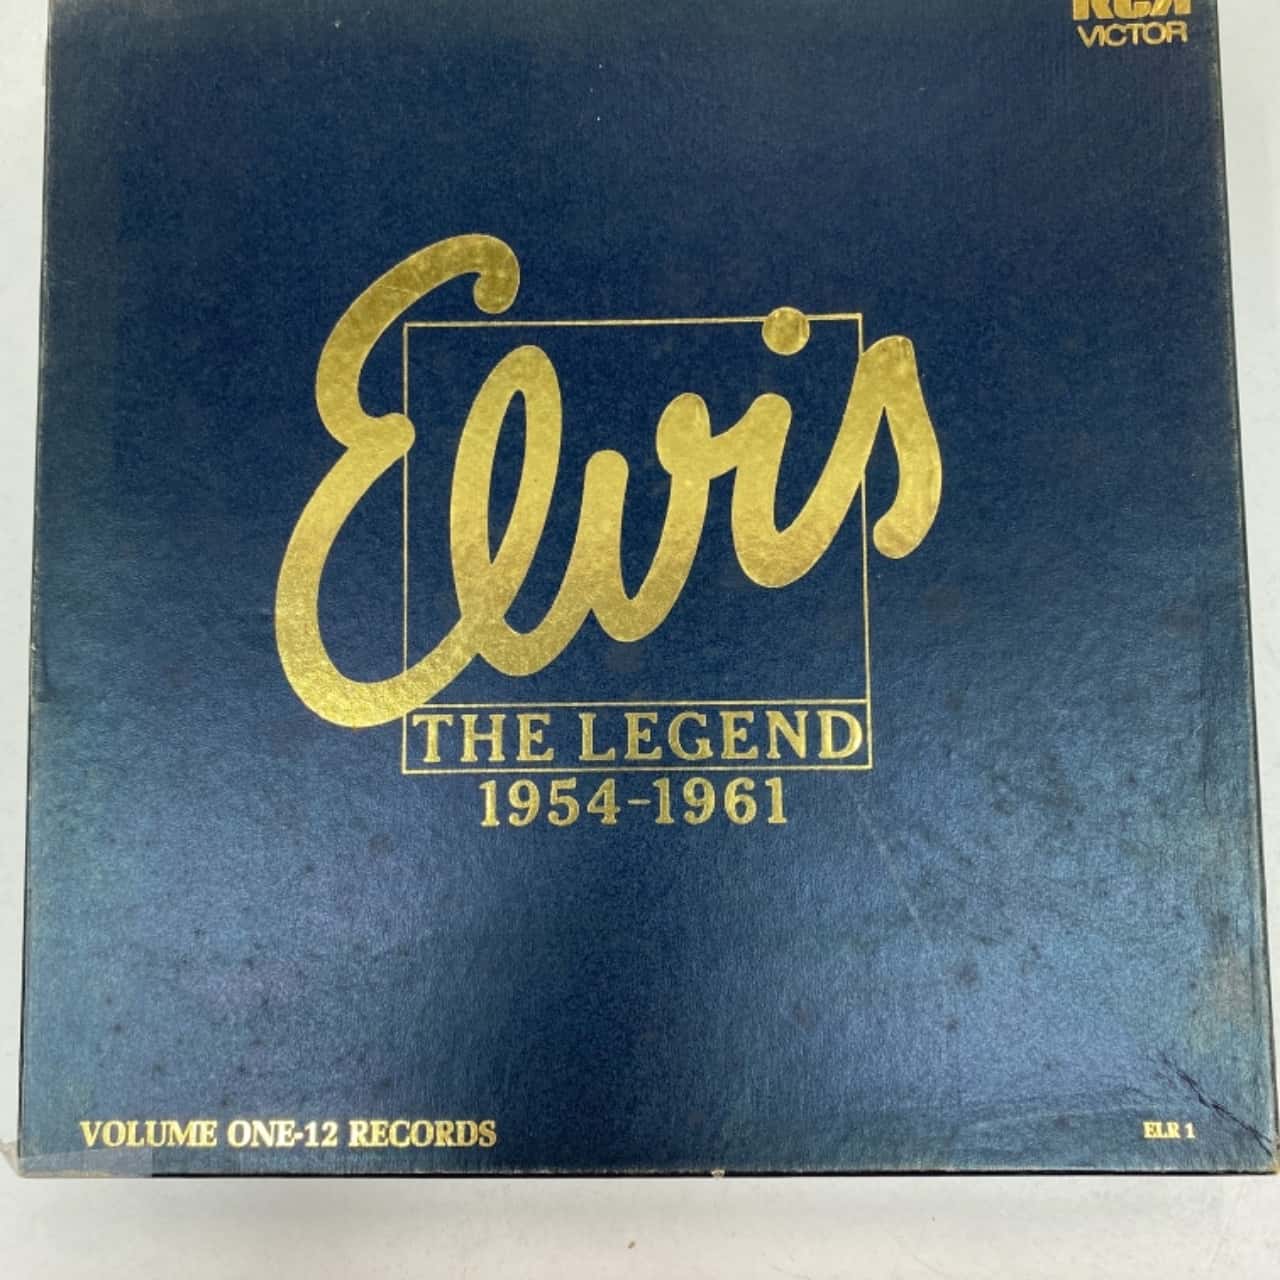 RCA
VICTOR
Elvis
THE LEGEND
1954-1961
VOLUME ONE-12 RECORDS
ELR 1